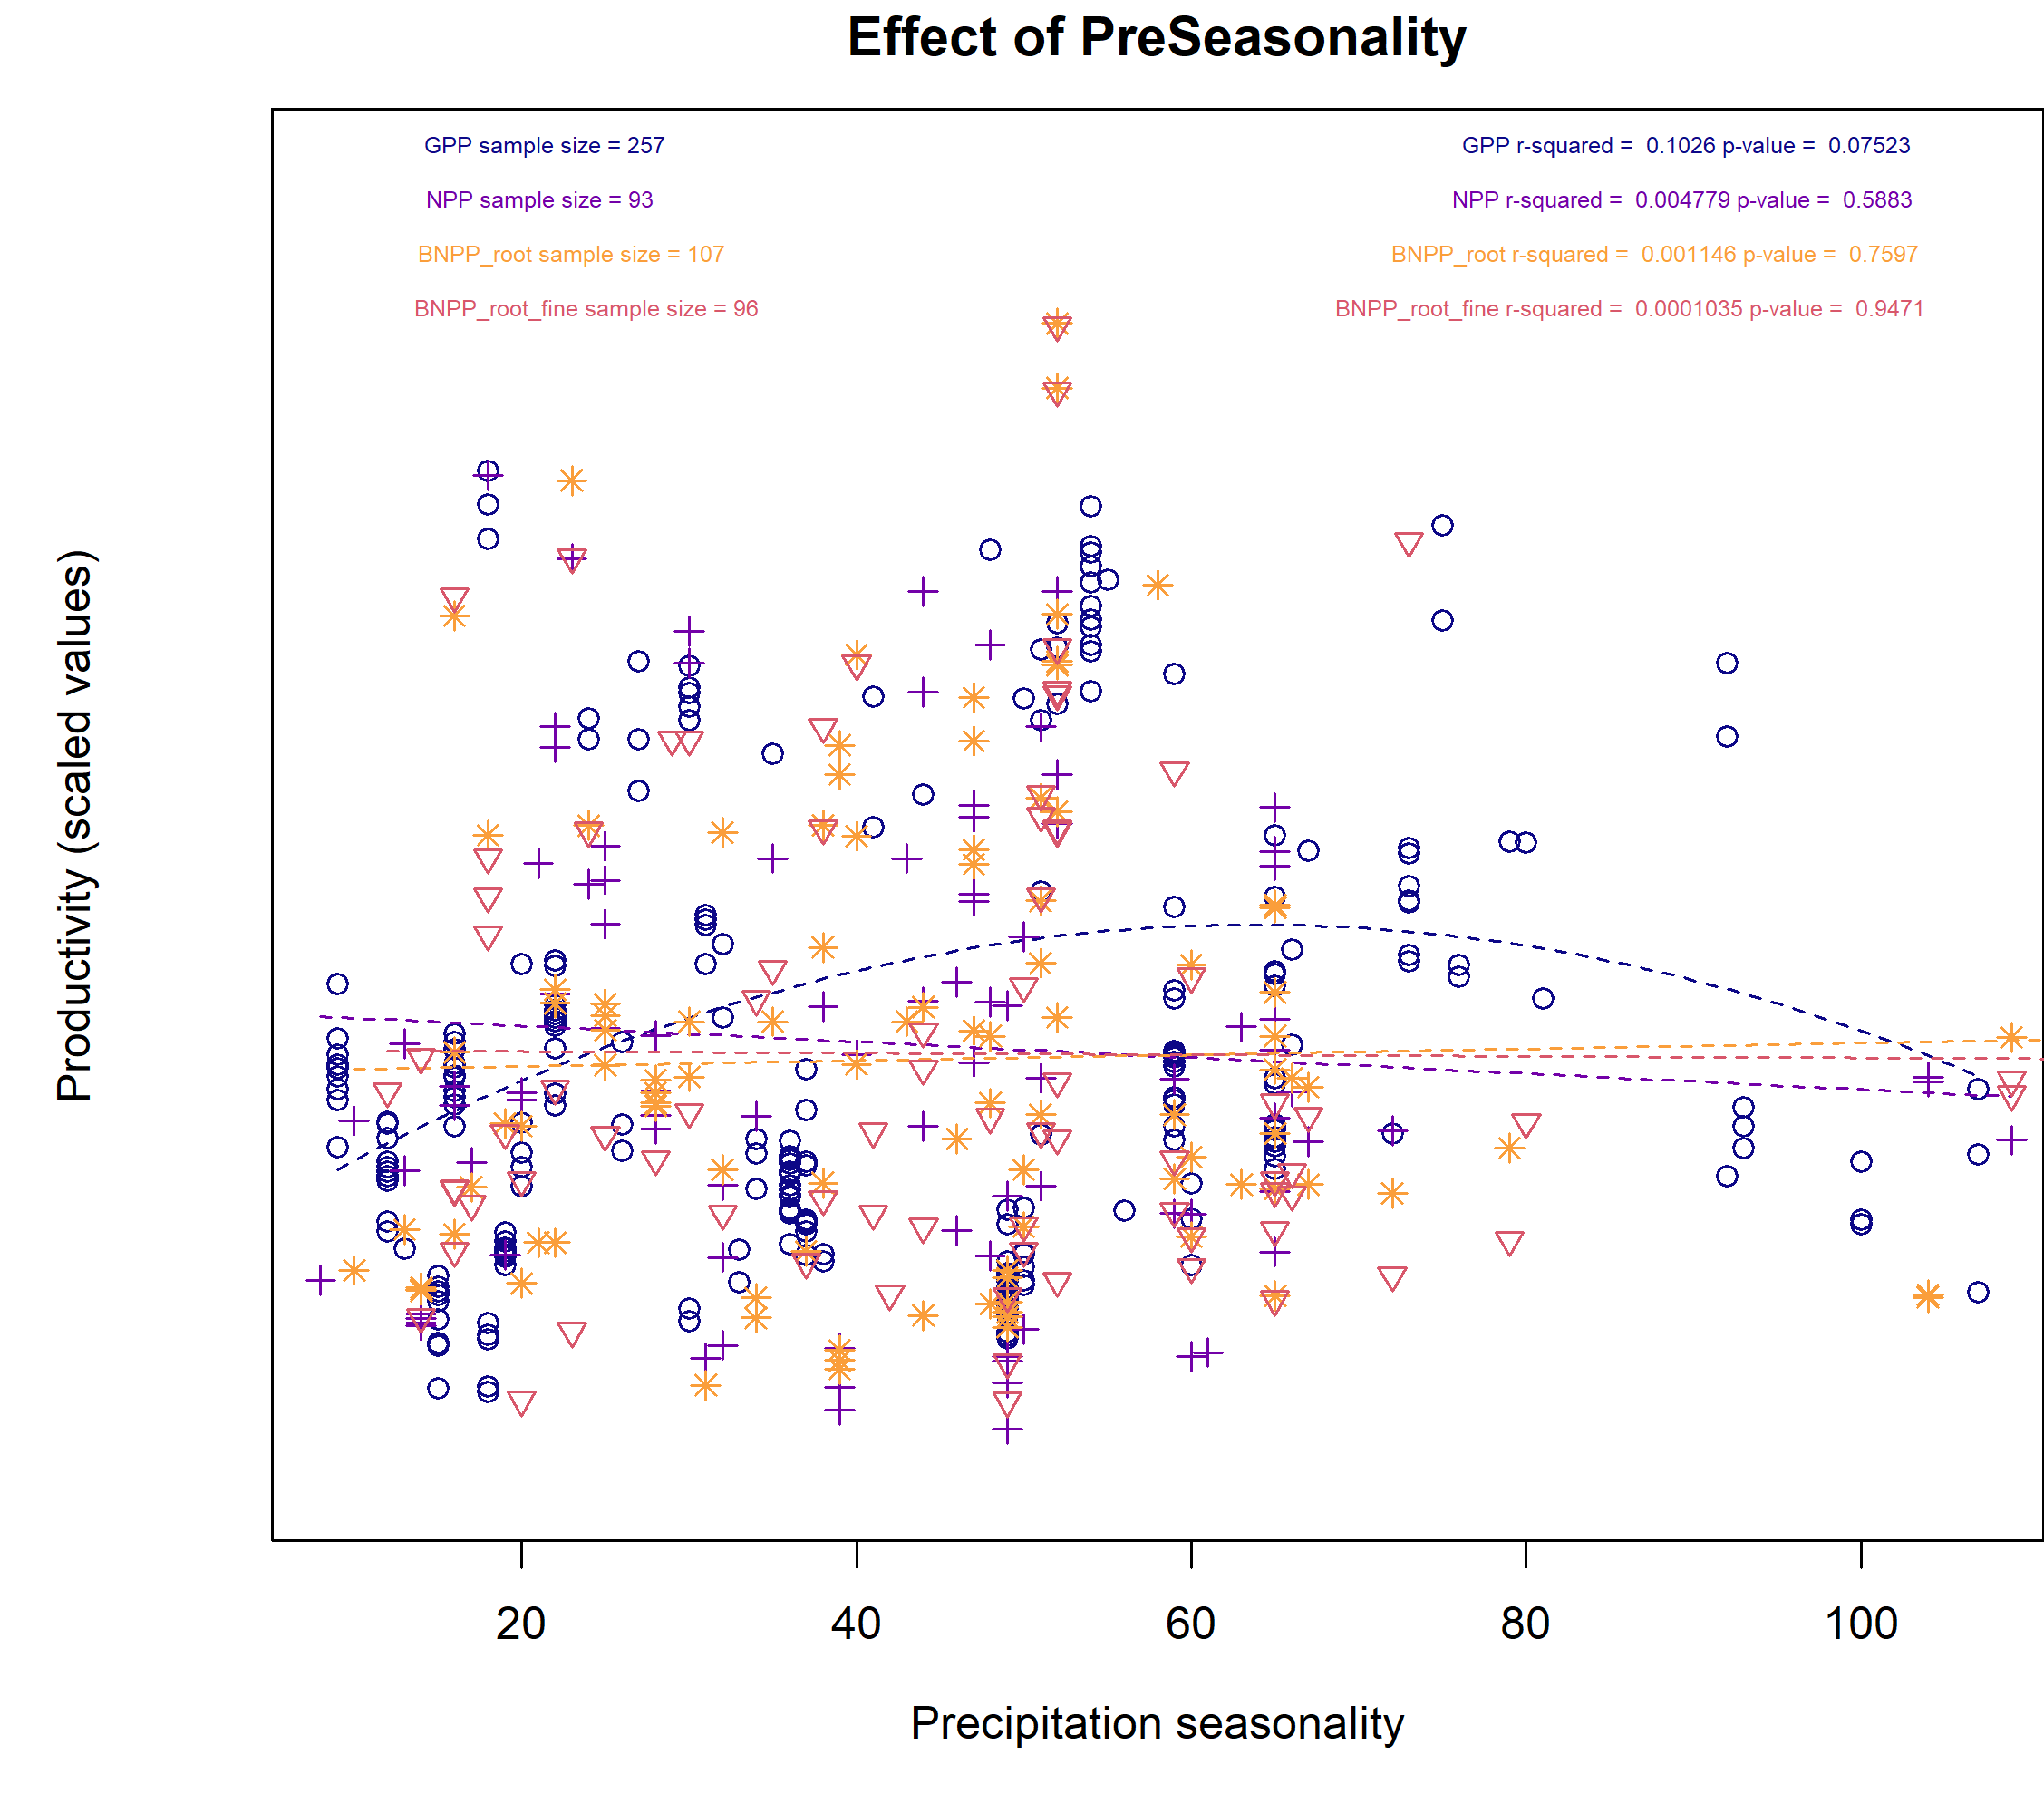 Effect of PreSeasonality
GPP sample size = 257
GPP r-squared = 0.1026 p-value = 0.07523
NPP sample size = 93
NPP r-squared = 0.004779 p-value = 0.5883
BNPP_root sample size = 107
BNPP_root r-squared = 0.001146 p-value = 0.7597
BNPP_root_fine sample size = 96
BNPP_root_fine r-squared = 0.0001035 p-value = 0.9471
Productivity (scaled values)
20 40 60 80 100
Precipitation seasonality